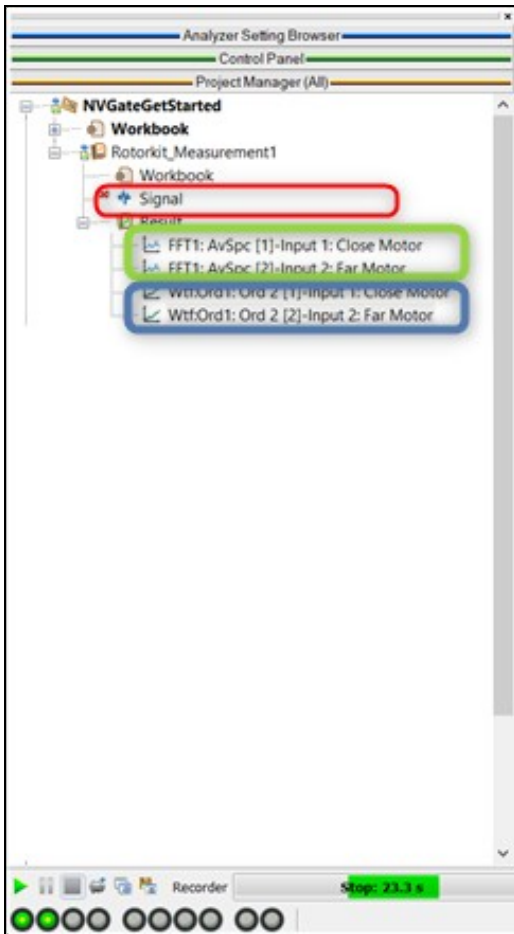 Analyzer Setting Browser
Control Panel
Project Manager (All)
NVGateGetStarted
Workbook
Rotorkit_Measurement1
Workbook
Signal
Result
FFT1: AvSpc [1]-Input 1: Close Motor
FFT1: AvSpc [2]-Input 2: Far Motor
Wtf:Ord1: Ord 2 [1]-Input 1: Close Motor
Wtf:Ord1: Ord 2 [2]-Input 2: Far Motor
Recorder
Stop: 23.3 s